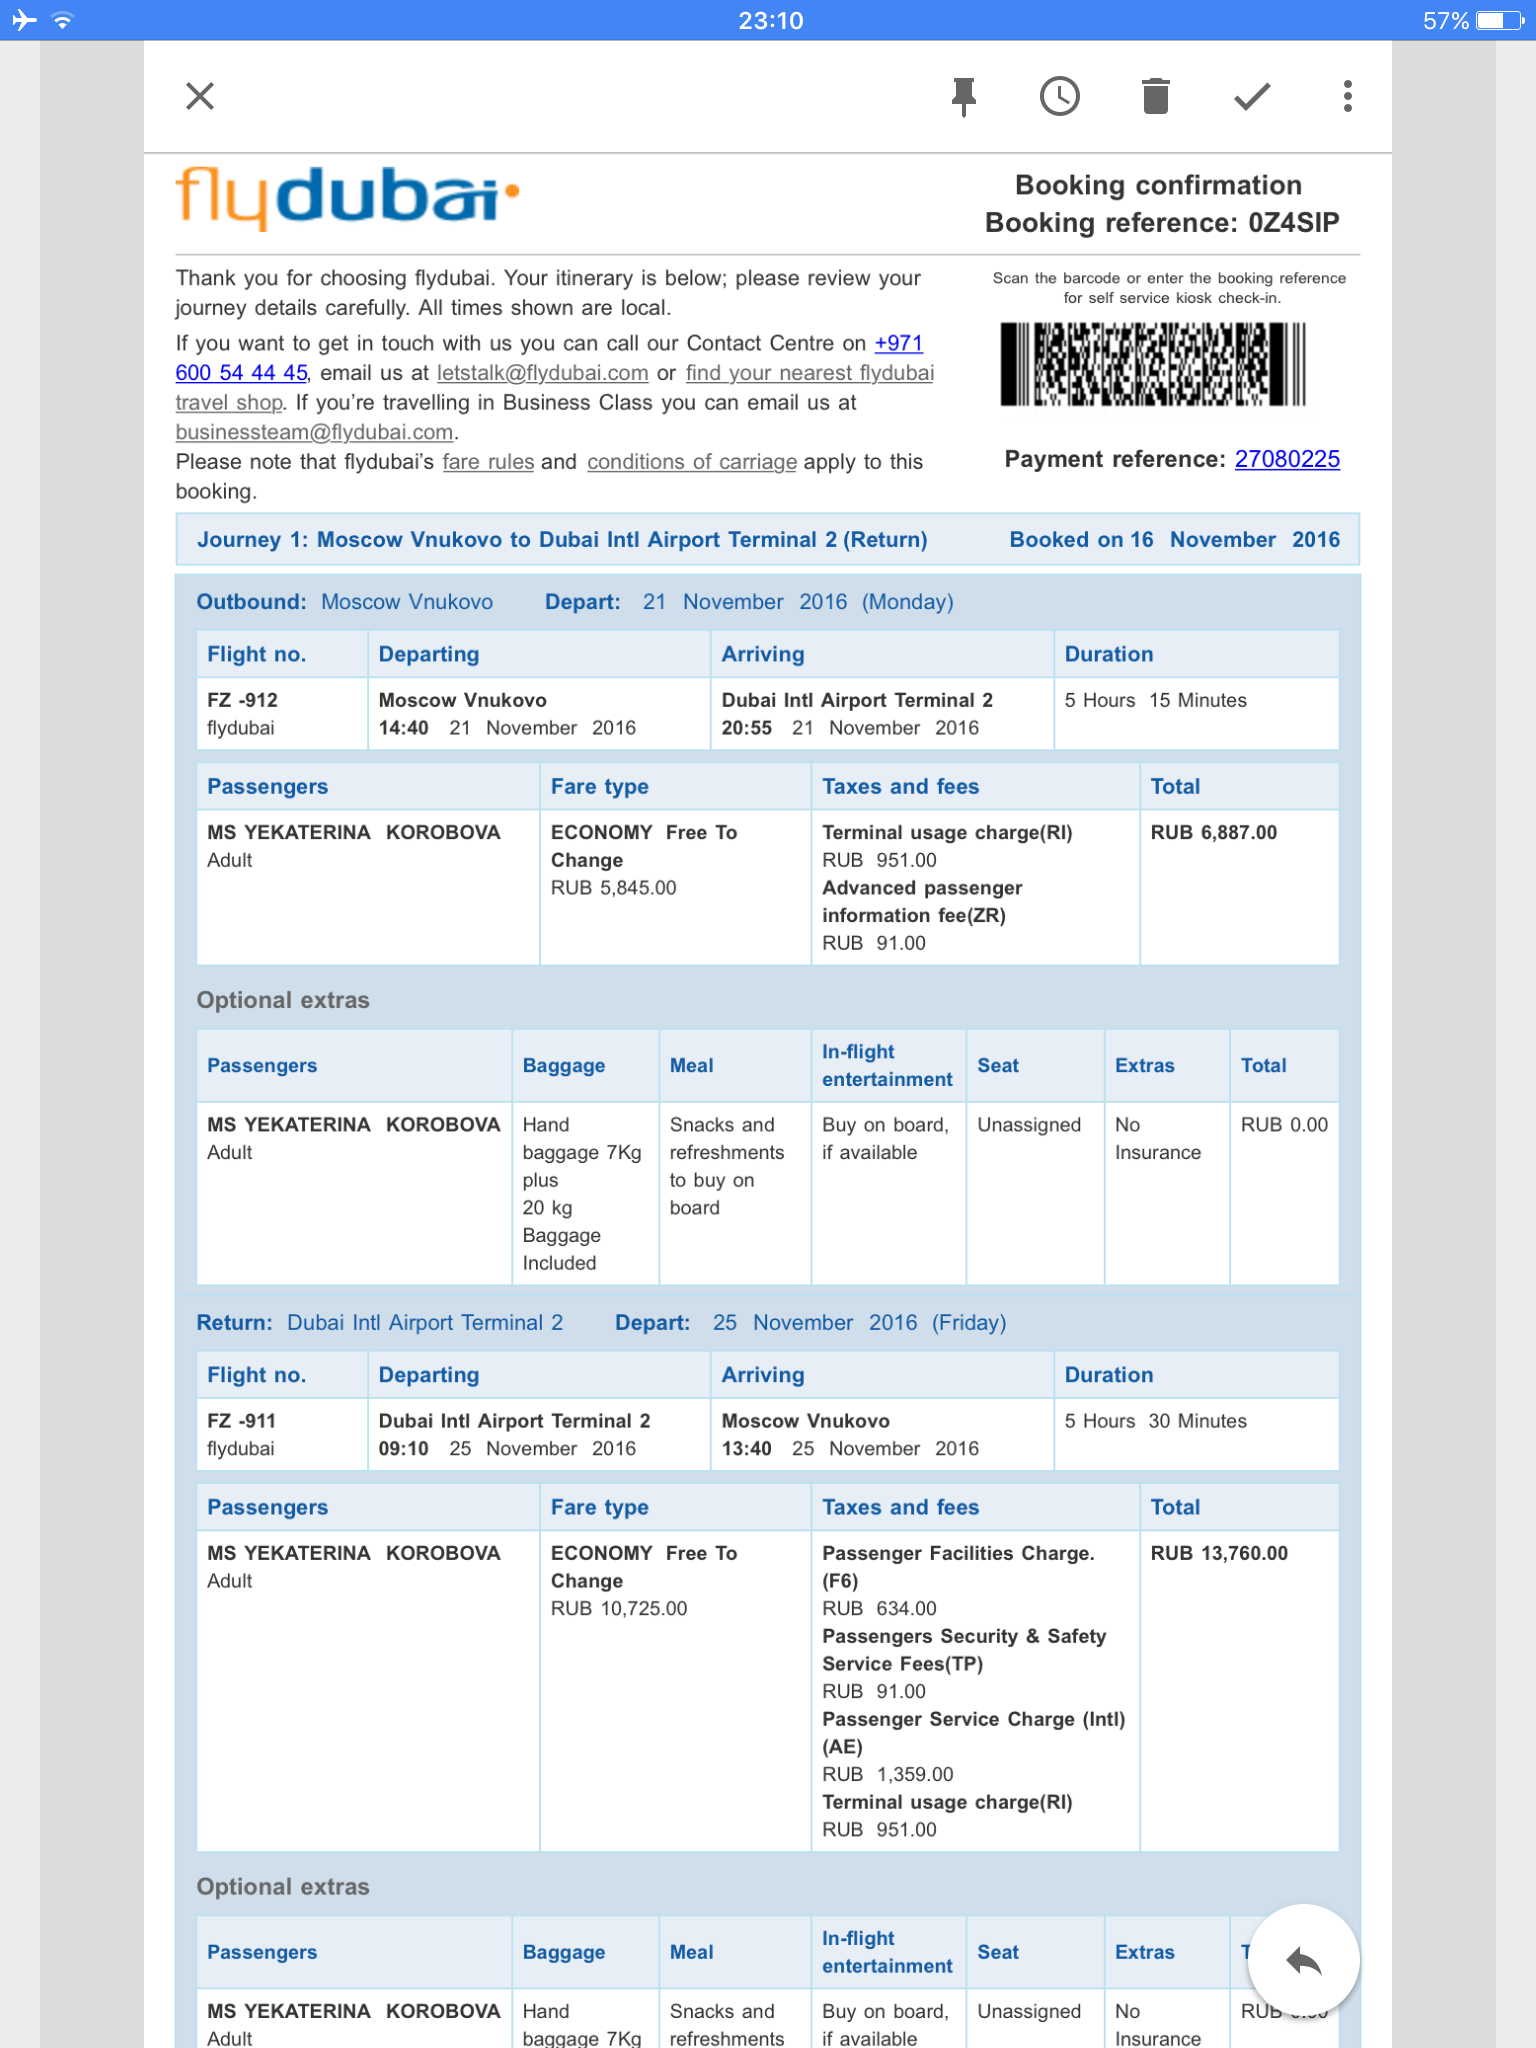 23:10
57%
flydubai
Booking confirmation
Booking reference: 0Z4SIP
Thank you for choosing flydubai. Your itinerary is below; please review your
journey details carefully. All times shown are local.
If you want to get in touch with us you can call our Contact Centre on +971
600 54 44 45, email us at letstalk@flydubai.com or find your nearest flydubai
travel shop. If you’re travelling in Business Class you can email us at
businessteam@flydubai.com.
Please note that flydubai’s fare rules and conditions of carriage apply to this
booking.
Scan the barcode or enter the booking reference
for self service kiosk check-in.
Payment reference: 27080225
Journey 1: Moscow Vnukovo to Dubai Intl Airport Terminal 2 (Return) Booked on 16 November 2016
Outbound: Moscow Vnukovo Depart: 21 November 2016 (Monday)
Flight no. Departing Arriving Duration
FZ -912 Moscow Vnukovo Dubai Intl Airport Terminal 2 5 Hours 15 Minutes
flydubai 14:40 21 November 2016 20:55 21 November 2016
Passengers Fare type Taxes and fees Total
MS YEKATERINA KOROBOVA ECONOMY Free To Terminal usage charge(RI) RUB 6,887.00
Adult Change RUB 951.00
RUB 5,845.00 Advanced passenger
information fee(ZR)
RUB 91.00
Optional extras
Passengers Baggage Meal In-flight entertainment Seat Extras Total
MS YEKATERINA KOROBOVA Hand Snacks and Buy on board, Unassigned No RUB 0.00
Adult baggage 7Kg refreshments if available Insurance
plus to buy on
20 kg board
Baggage
Included
Return: Dubai Intl Airport Terminal 2 Depart: 25 November 2016 (Friday)
Flight no. Departing Arriving Duration
FZ -911 Dubai Intl Airport Terminal 2 Moscow Vnukovo 5 Hours 30 Minutes
flydubai 09:10 25 November 2016 13:40 25 November 2016
Passengers Fare type Taxes and fees Total
MS YEKATERINA KOROBOVA ECONOMY Free To Passenger Facilities Charge. RUB 13,760.00
Adult Change (F6)
RUB 10,725.00 RUB 634.00
Passengers Security & Safety
Service Fees(TP)
RUB 91.00
Passenger Service Charge (Intl)
(AE)
RUB 1,359.00
Terminal usage charge(RI)
RUB 951.00
Optional extras
Passengers Baggage Meal In-flight entertainment Seat Extras
MS YEKATERINA KOROBOVA Hand Snacks and Buy on board, Unassigned No RUB
Adult baggage 7Kg refreshments if available Insurance